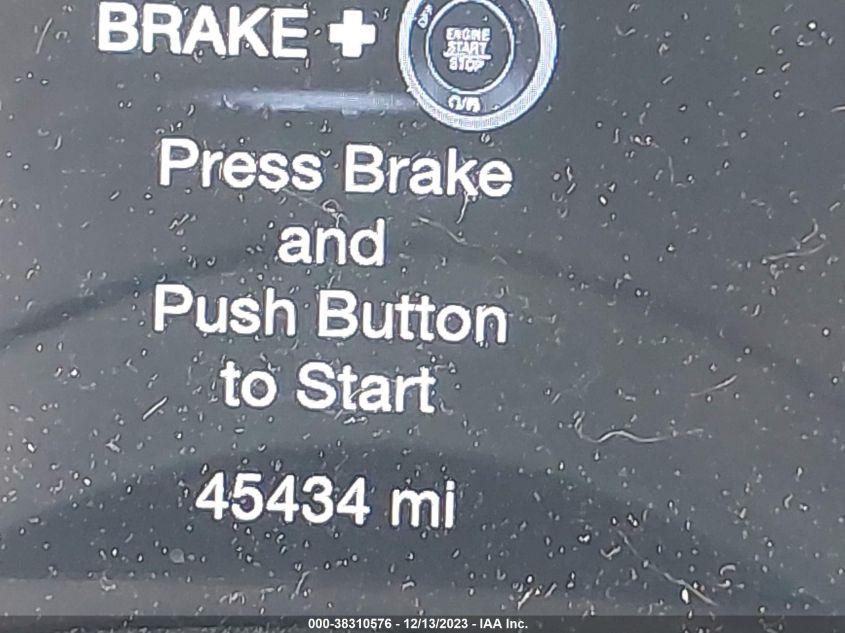 BRAKE +
OFF
ENGINE
START
STOP
Press Brake
and
Push Button
to Start
45434 mi
000-38310576 - 12/13/2023 - IAA Inc.